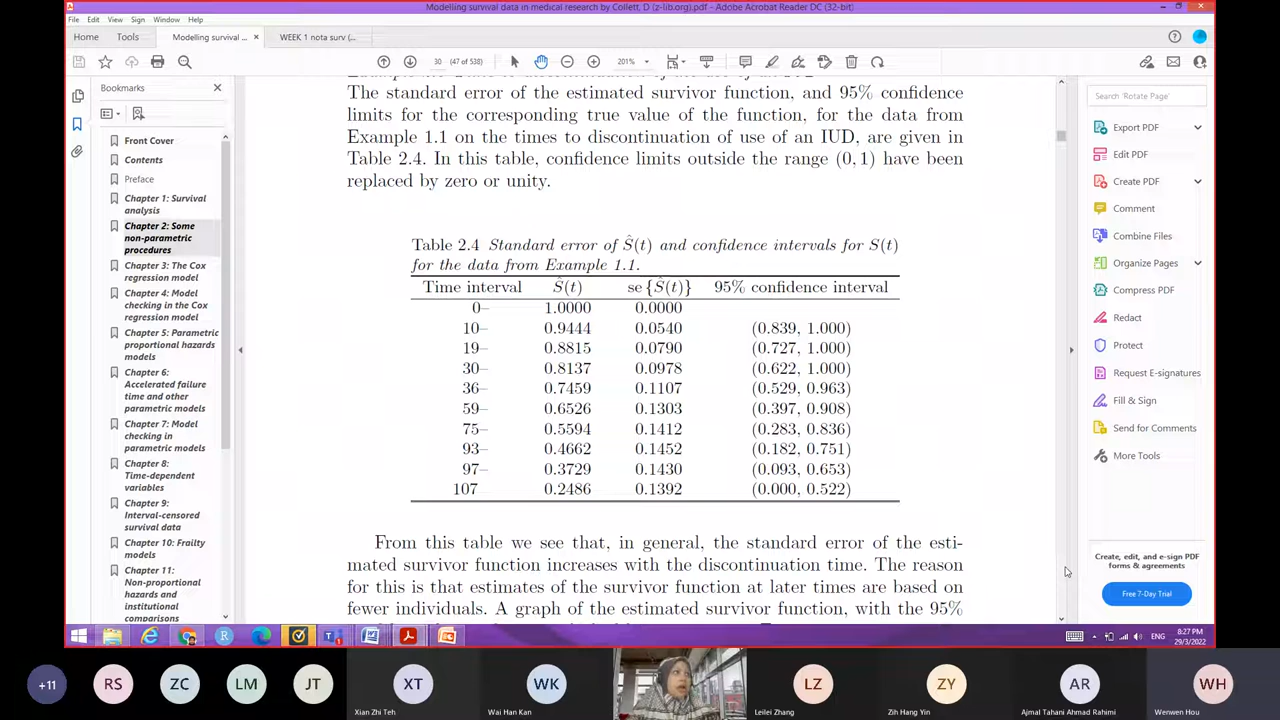 Modelling survival data in medical research by Collett, D (z-lib.org).pdf - Adobe Acrobat Reader DC (32-bit)
File Edit View Sign Window Help
Home Tools Modelling survival ... × WEEK 1 nota surv (...
30 (47 of 538) 201%
Bookmarks
Front Cover
Contents
Preface
Chapter 1: Survival
analysis
Chapter 2: Some
non-parametric
procedures
Chapter 3: The Cox
regression model
Chapter 4: Model
checking in the Cox
regression model
Chapter 5: Parametric
proportional hazards
models
Chapter 6:
Accelerated failure
time and other
parametric models
Chapter 7: Model
checking in
parametric models
Chapter 8:
Time-dependent
variables
Chapter 9:
Interval-censored
survival data
Chapter 10: Frailty
models
Chapter 11:
Non-proportional
hazards and
institutional
comparisons
The standard error of the estimated survivor function, and 95% confidence
limits for the corresponding true value of the function, for the data from
Example 1.1 on the times to discontinuation of use of an IUD, are given in
Table 2.4. In this table, confidence limits outside the range (0, 1) have been
replaced by zero or unity.
Table 2.4 Standard error of Ŝ(t) and confidence intervals for S(t)
for the data from Example 1.1.
Time interval Ŝ(t) se {Ŝ(t)} 95% confidence interval
0– 1.0000 0.0000
10– 0.9444 0.0540 (0.839, 1.000)
19– 0.8815 0.0790 (0.727, 1.000)
30– 0.8137 0.0978 (0.622, 1.000)
36– 0.7459 0.1107 (0.529, 0.963)
59– 0.6526 0.1303 (0.397, 0.908)
75– 0.5594 0.1412 (0.283, 0.836)
93– 0.4662 0.1452 (0.182, 0.751)
97– 0.3729 0.1430 (0.093, 0.653)
107 0.2486 0.1392 (0.000, 0.522)
From this table we see that, in general, the standard error of the esti-
mated survivor function increases with the discontinuation time. The reason
for this is that estimates of the survivor function at later times are based on
fewer individuals. A graph of the estimated survivor function, with the 95%
Search 'Rotate Page'
Export PDF
Edit PDF
Create PDF
Comment
Combine Files
Organize Pages
Compress PDF
Redact
Protect
Request E-signatures
Fill & Sign
Send for Comments
More Tools
Create, edit, and e-sign PDF
forms & agreements
Free 7-Day Trial
ENG
8:27 PM
29/3/2022
+11 RS ZC LM JT XT WK LZ ZY AR WH
Xian Zhi Teh Wai Han Kan Leilei Zhang Zih Hang Yin Ajmal Tahani Ahmad Rahimi Wenwen Hou